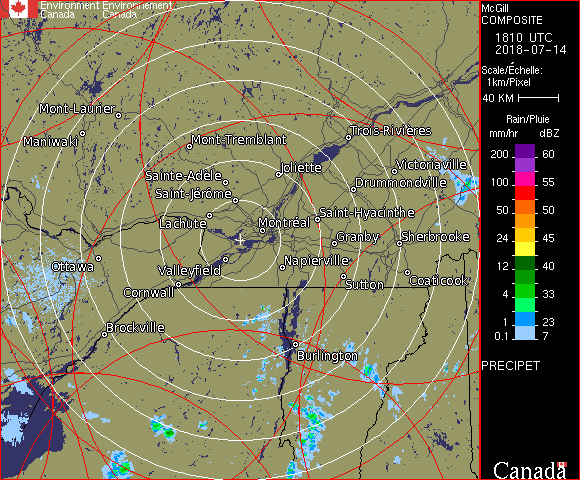 Environment Environnement
Canada Canada
McGill
COMPOSITE
1810 UTC
2018-07-14
Scale/Échelle:
1km/Pixel
40 KM
Rain/Pluie
mm/hr dBZ
200 60
150 55
100 55
50 50
24 45
12 40
4 33
1 23
0.1 7
PRECIPET
Canada
Mont-Laurier
Maniwaki
Mont-Tremblant
Trois-Rivières
Joliette
Victoriaville
Sainte-Adèle
Drummondville
Saint-Jérôme
Saint-Hyacinthe
Lachute
Montréal
Granby
Sherbrooke
Ottawa
Valleyfield
Napierville
Coaticook
Cornwall
Sutton
Brockville
Burlington